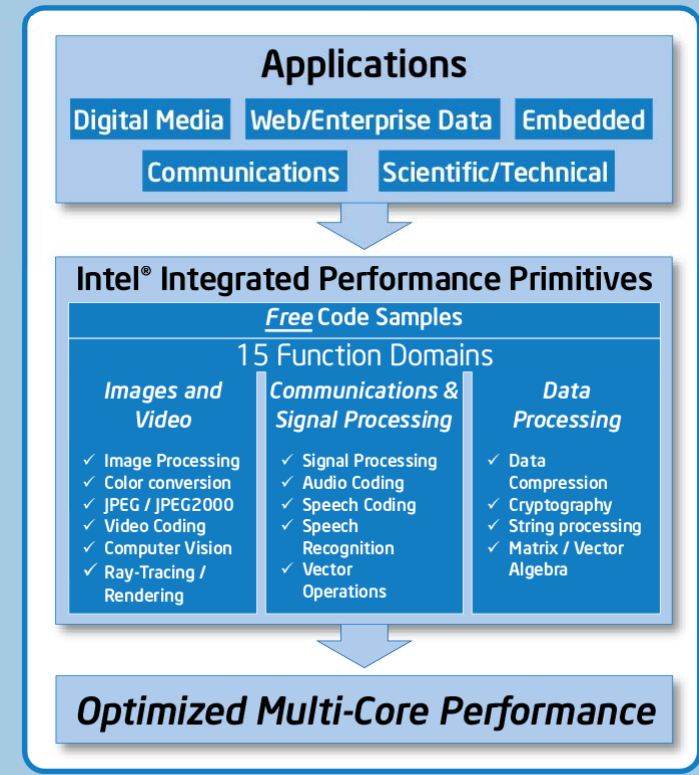 Applications
Digital Media Web/Enterprise Data Embedded
Communications Scientific/Technical
Intel® Integrated Performance Primitives
Free Code Samples
15 Function Domains
Images and
Video
✓ Image Processing
✓ Color conversion
✓ JPEG / JPEG2000
✓ Video Coding
✓ Computer Vision
✓ Ray-Tracing /
Rendering
Communications &
Signal Processing
✓ Signal Processing
✓ Audio Coding
✓ Speech Coding
✓ Speech
Recognition
✓ Vector
Operations
Data
Processing
✓ Data
Compression
✓ Cryptography
✓ String processing
✓ Matrix / Vector
Algebra
Optimized Multi-Core Performance